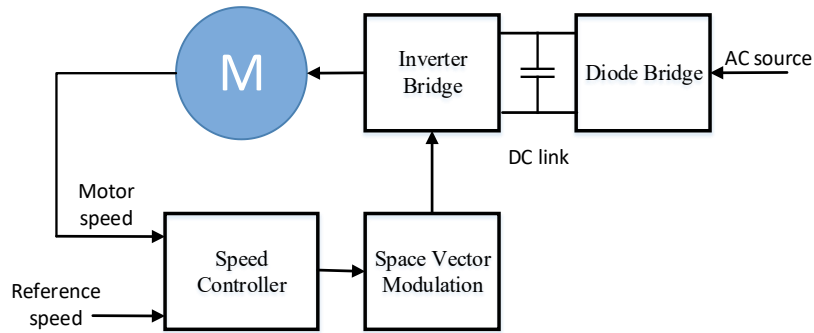 M
Inverter
Bridge
Diode Bridge
AC source
DC link
Motor
speed
Speed
Controller
Space Vector
Modulation
Reference
speed